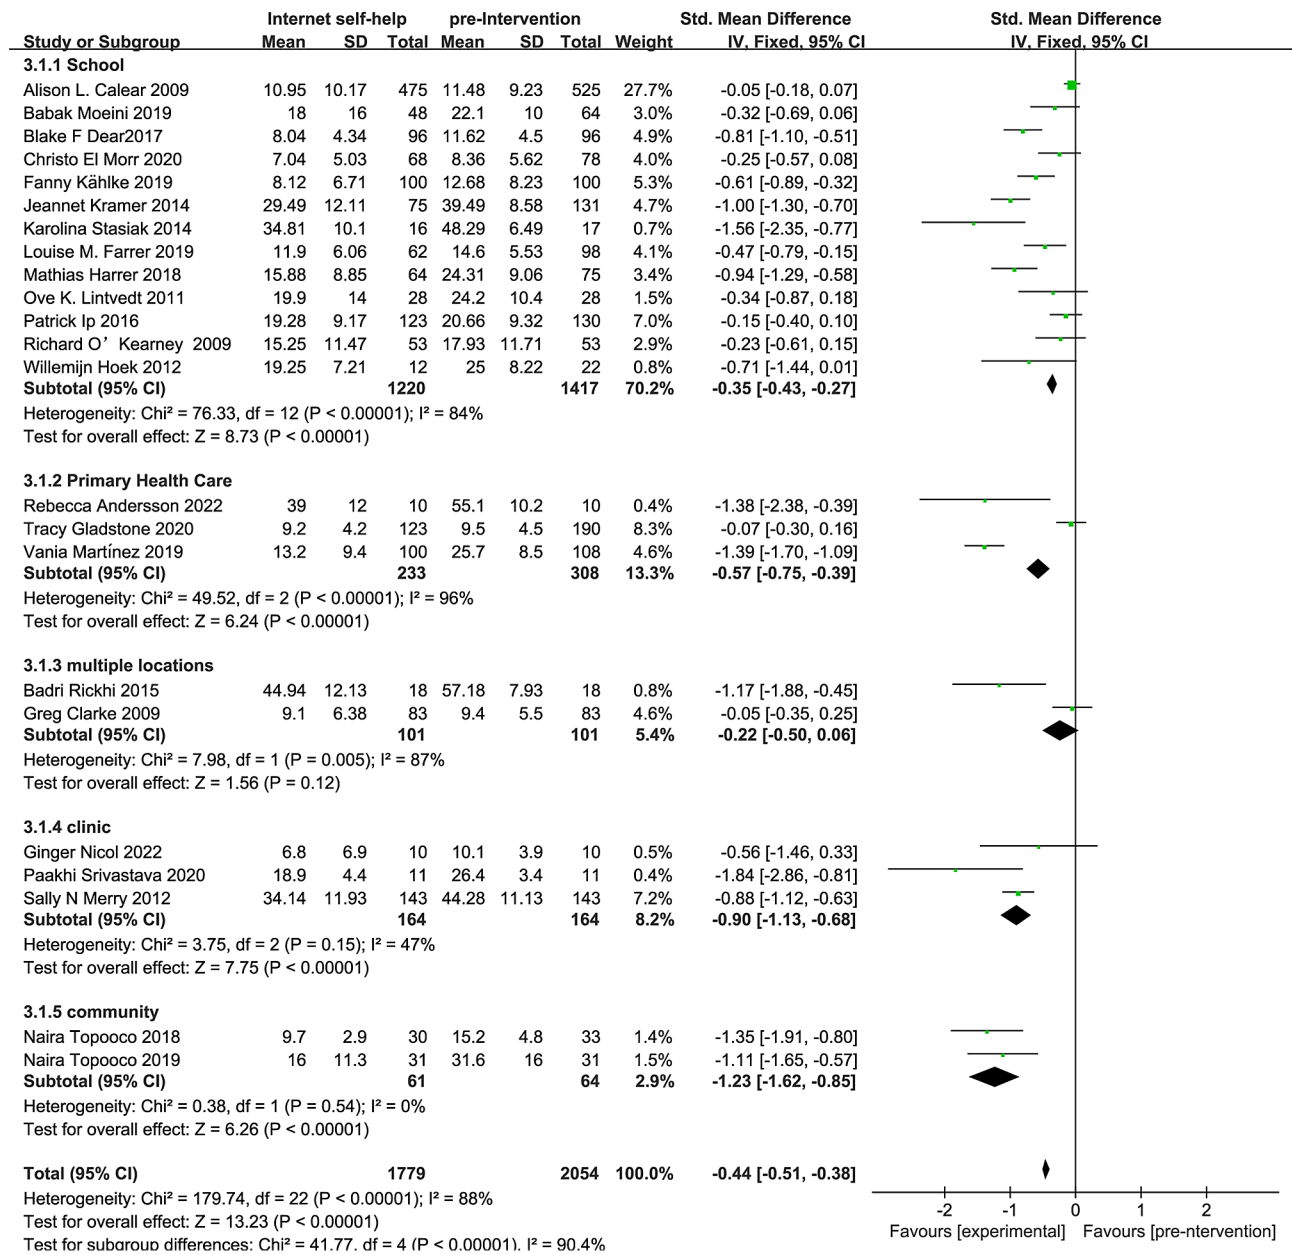 Internet self-help pre-Intervention Std. Mean Difference Std. Mean Difference
Study or Subgroup Mean SD Total Mean SD Total Weight IV, Fixed, 95% CI IV, Fixed, 95% CI
3.1.1 School
Alison L. Calear 2009 10.95 10.17 475 11.48 9.23 525 27.7% -0.05 [-0.18, 0.07]
Babak Moeini 2019 18 16 48 22.1 10 64 3.0% -0.32 [-0.69, 0.06]
Blake F Dear2017 8.04 4.34 96 11.62 4.5 96 4.9% -0.81 [-1.10, -0.51]
Christo El Morr 2020 7.04 5.03 68 8.36 5.62 78 4.0% -0.25 [-0.57, 0.08]
Fanny Kählke 2019 8.12 6.71 100 12.68 8.23 100 5.3% -0.61 [-0.89, -0.32]
Jeannet Kramer 2014 29.49 12.11 75 39.49 8.58 131 4.7% -1.00 [-1.30, -0.70]
Karolina Stasiak 2014 34.81 10.1 16 48.29 6.49 17 0.7% -1.56 [-2.35, -0.77]
Louise M. Farrer 2019 11.9 6.06 62 14.6 5.53 98 4.1% -0.47 [-0.79, -0.15]
Mathias Harrer 2018 15.88 8.85 64 24.31 9.06 75 3.4% -0.94 [-1.29, -0.58]
Ove K. Lintvedt 2011 19.9 14 28 24.2 10.4 28 1.5% -0.34 [-0.87, 0.18]
Patrick Ip 2016 19.28 9.17 123 20.66 9.32 130 7.0% -0.15 [-0.40, 0.10]
Richard O’ Kearney 2009 15.25 11.47 53 17.93 11.71 53 2.9% -0.23 [-0.61, 0.15]
Willemijn Hoek 2012 19.25 7.21 12 25 8.22 22 0.8% -0.71 [-1.44, 0.01]
Subtotal (95% CI) 1220 1417 70.2% -0.35 [-0.43, -0.27]
Heterogeneity: Chi² = 76.33, df = 12 (P < 0.00001); I² = 84%
Test for overall effect: Z = 8.73 (P < 0.00001)
3.1.2 Primary Health Care
Rebecca Andersson 2022 39 12 10 55.1 10.2 10 0.4% -1.38 [-2.38, -0.39]
Tracy Gladstone 2020 9.2 4.2 123 9.5 4.5 190 8.3% -0.07 [-0.30, 0.16]
Vania Martínez 2019 13.2 9.4 100 25.7 8.5 108 4.6% -1.39 [-1.70, -1.09]
Subtotal (95% CI) 233 308 13.3% -0.57 [-0.75, -0.39]
Heterogeneity: Chi² = 49.52, df = 2 (P < 0.00001); I² = 96%
Test for overall effect: Z = 6.24 (P < 0.00001)
3.1.3 multiple locations
Badri Rickhi 2015 44.94 12.13 18 57.18 7.93 18 0.8% -1.17 [-1.88, -0.45]
Greg Clarke 2009 9.1 6.38 83 9.4 5.5 83 4.6% -0.05 [-0.35, 0.25]
Subtotal (95% CI) 101 101 5.4% -0.22 [-0.50, 0.06]
Heterogeneity: Chi² = 7.98, df = 1 (P = 0.005); I² = 87%
Test for overall effect: Z = 1.56 (P = 0.12)
3.1.4 clinic
Ginger Nicol 2022 6.8 6.9 10 10.1 3.9 10 0.5% -0.56 [-1.46, 0.33]
Paakhi Srivastava 2020 18.9 4.4 11 26.4 3.4 11 0.4% -1.84 [-2.86, -0.81]
Sally N Merry 2012 34.14 11.93 143 44.28 11.13 143 7.2% -0.88 [-1.12, -0.63]
Subtotal (95% CI) 164 164 8.2% -0.90 [-1.13, -0.68]
Heterogeneity: Chi² = 3.75, df = 2 (P = 0.15); I² = 47%
Test for overall effect: Z = 7.75 (P < 0.00001)
3.1.5 community
Naira Topooco 2018 9.7 2.9 30 15.2 4.8 33 1.4% -1.35 [-1.91, -0.80]
Naira Topooco 2019 16 11.3 31 31.6 16 31 1.5% -1.11 [-1.65, -0.57]
Subtotal (95% CI) 61 64 2.9% -1.23 [-1.62, -0.85]
Heterogeneity: Chi² = 0.38, df = 1 (P = 0.54); I² = 0%
Test for overall effect: Z = 6.26 (P < 0.00001)
Total (95% CI) 1779 2054 100.0% -0.44 [-0.51, -0.38]
Heterogeneity: Chi² = 179.74, df = 22 (P < 0.00001); I² = 88%
Test for overall effect: Z = 13.23 (P < 0.00001)
Test for subgroup differences: Chi² = 41.77, df = 4 (P < 0.00001), I² = 90.4%
-2 -1 0 1 2
Favours [experimental] Favours [pre-ntervention]